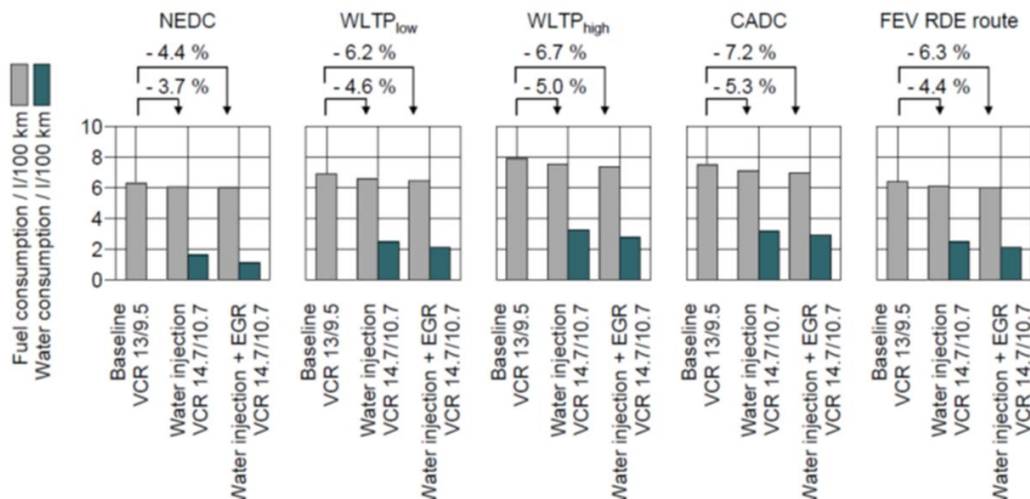 NEDC
WLTPlow
WLTPhigh
CADC
FEV RDE route
- 4.4 %
- 6.2 %
- 6.7 %
- 7.2 %
- 6.3 %
- 3.7 %
- 4.6 %
- 5.0 %
- 5.3 %
- 4.4 %
Fuel consumption / l/100 km
Water consumption / l/100 km
10
8
6
4
2
0
Baseline
VCR 13/9.5
Water injection
VCR 14.7/10.7
Water injection + EGR
VCR 14.7/10.7
Baseline
VCR 13/9.5
Water injection
VCR 14.7/10.7
Water injection + EGR
VCR 14.7/10.7
Baseline
VCR 13/9.5
Water injection
VCR 14.7/10.7
Water injection + EGR
VCR 14.7/10.7
Baseline
VCR 13/9.5
Water injection
VCR 14.7/10.7
Water injection + EGR
VCR 14.7/10.7
Baseline
VCR 13/9.5
Water injection
VCR 14.7/10.7
Water injection + EGR
VCR 14.7/10.7